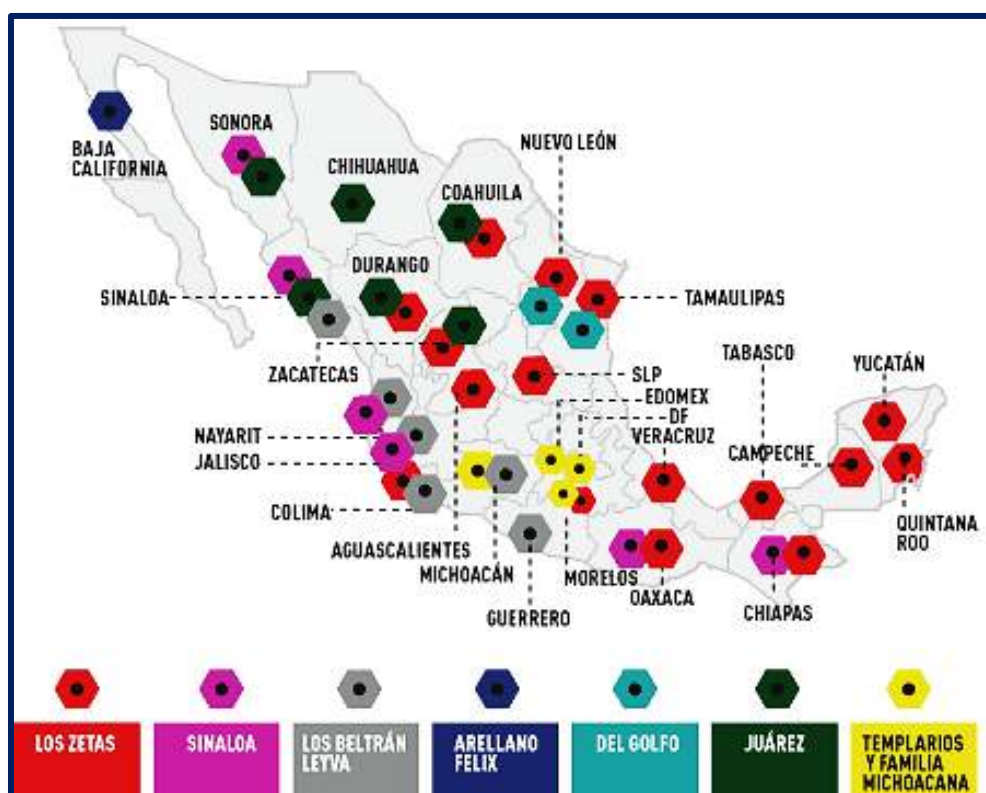 BAJA
CALIFORNIA
SONORA
CHIHUAHUA
COAHUILA
NUEVO LEÓN
DURANGO
SINALOA
TAMAULIPAS
ZACATECAS
SLP
EDOMEX
DF
VERACRUZ
TABASCO
YUCATÁN
CAMPECHE
NAYARIT
JALISCO
COLIMA
AGUASCALIENTES
MICHOACÁN
GUERRERO
MORELOS
OAXACA
CHIAPAS
QUINTANA
ROO
LOS ZETAS
SINALOA
LOS BELTRÁN
LEYVA
ARELLANO
FELIX
DEL GOLFO
JUÁREZ
TEMPLARIOS
Y FAMILIA
MICHOACANA